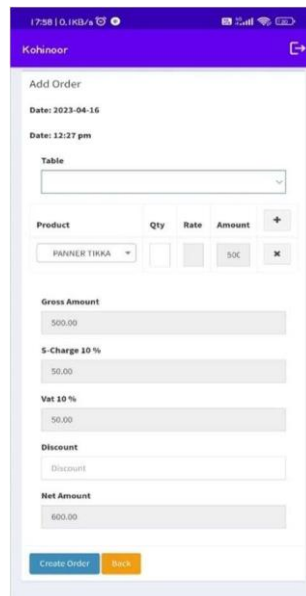 17:58 | 0.1KB/s
Kohinoor
Add Order
Date: 2023-04-16
Date: 12:27 pm
Table
Product Qty Rate Amount +
PANNER TIKKA 50C ×
Gross Amount
500.00
S-Charge 10 %
50.00
Vat 10 %
50.00
Discount
Discount
Net Amount
600.00
Create Order Back